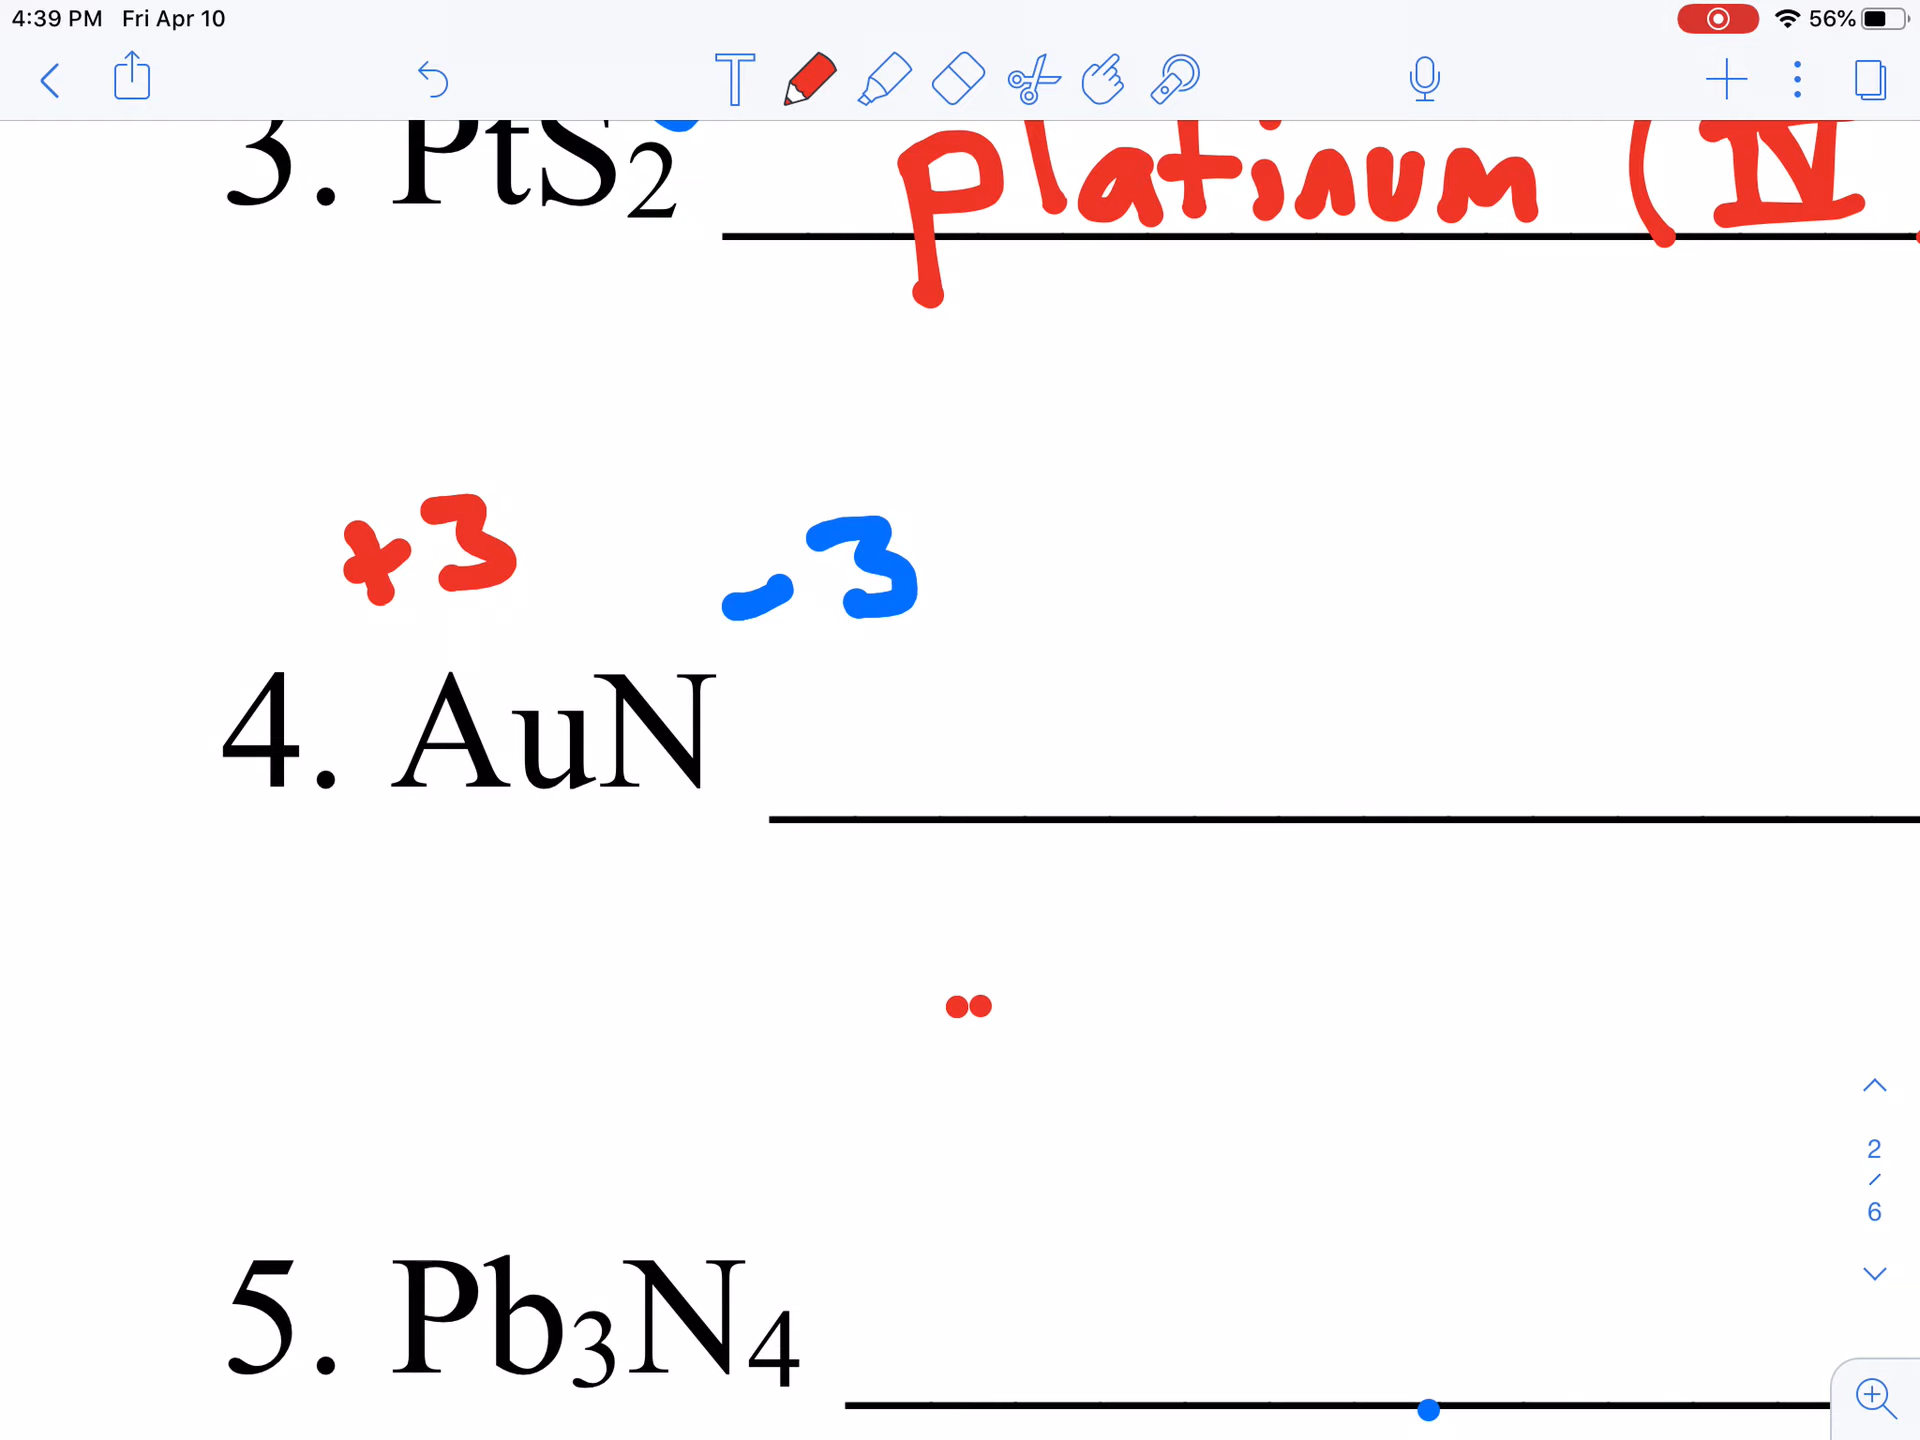 4:39 PM Fri Apr 10 56%
T
3. PtS₂ platinum (IV
+3 -3
4. AuN
2
/
6
5. Pb₃N₄